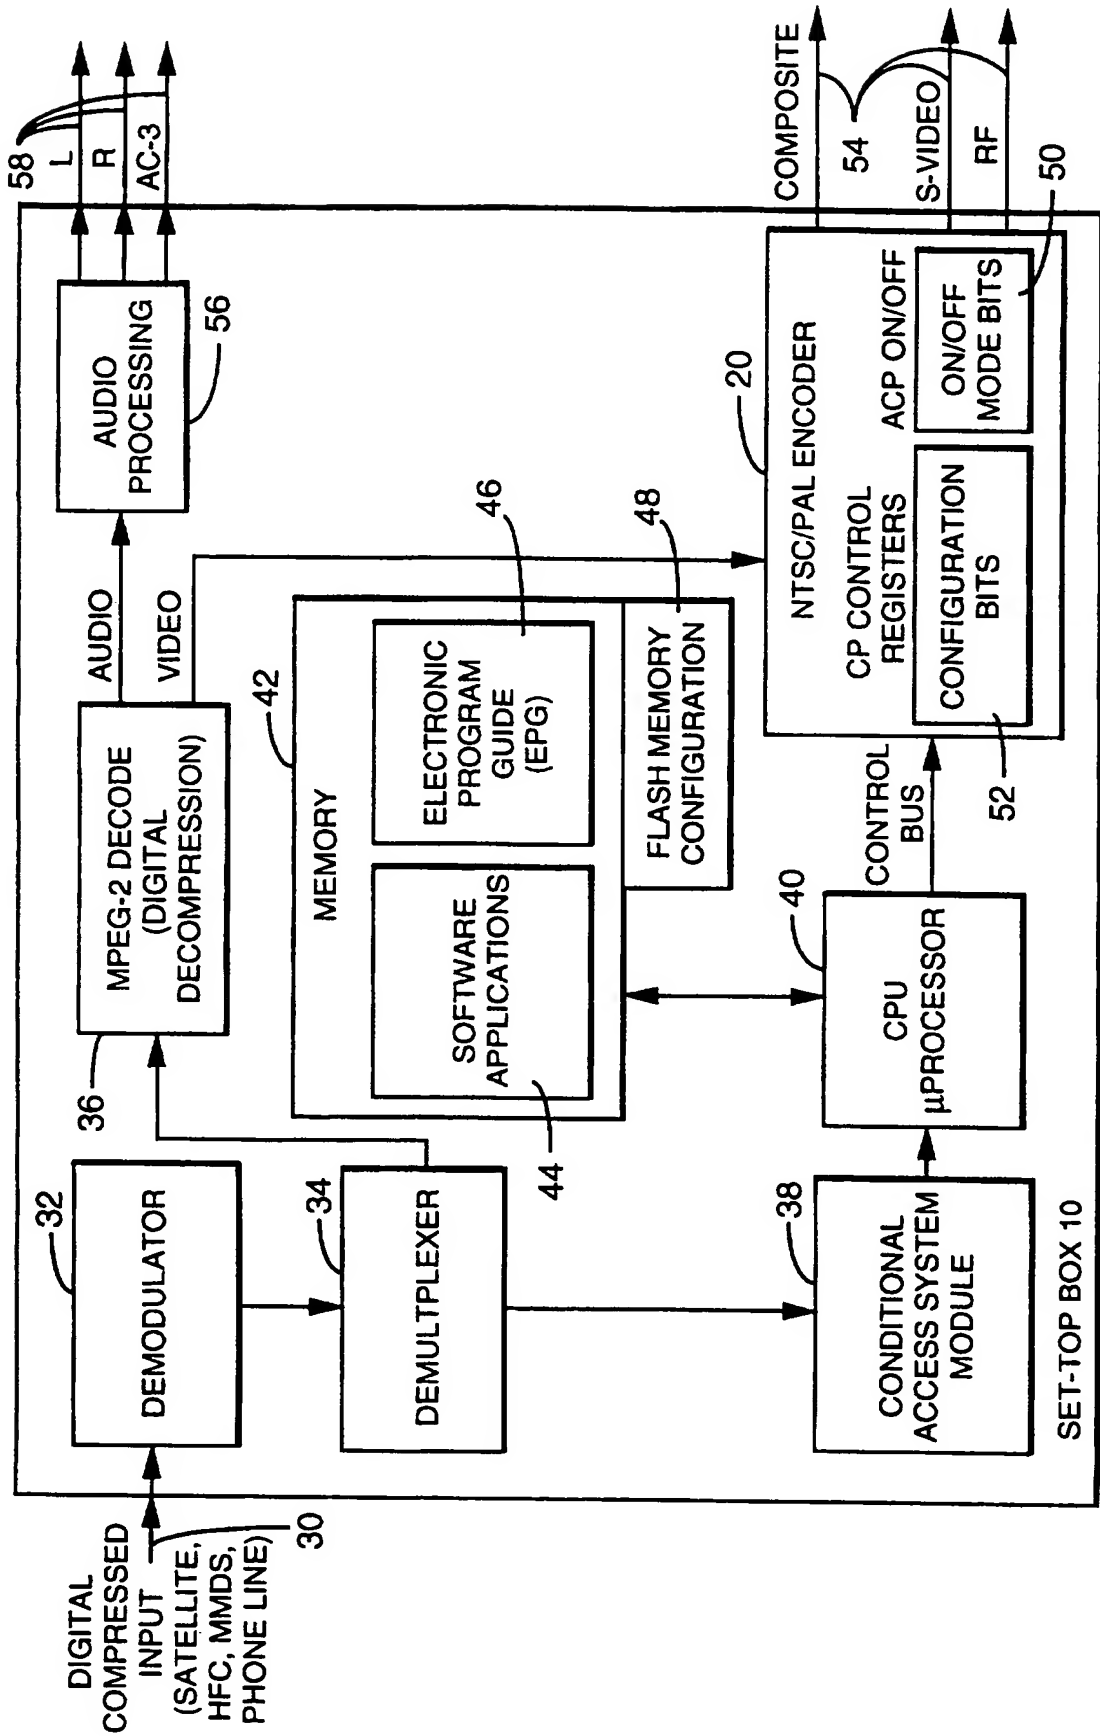 DIGITAL
COMPRESSED
INPUT
(SATELLITE,
HFC, MMDS,
PHONE LINE)
30
DEMODULATOR
32
DEMULTPLEXER
34
CONDITIONAL
ACCESS SYSTEM
MODULE
38
SET-TOP BOX 10
36
MPEG-2 DECODE
(DIGITAL
DECOMPRESSION)
AUDIO
VIDEO
AUDIO
PROCESSING
56
58
L
R
AC-3
42
MEMORY
SOFTWARE
APPLICATIONS
44
ELECTRONIC
PROGRAM
GUIDE
(EPG)
46
FLASH MEMORY
CONFIGURATION
48
CPU
µPROCESSOR
40
CONTROL
BUS
20
NTSC/PAL ENCODER
CP CONTROL
REGISTERS
CONFIGURATION
BITS
52
ACP ON/OFF
ON/OFF
MODE BITS
50
COMPOSITE
54
S-VIDEO
RF